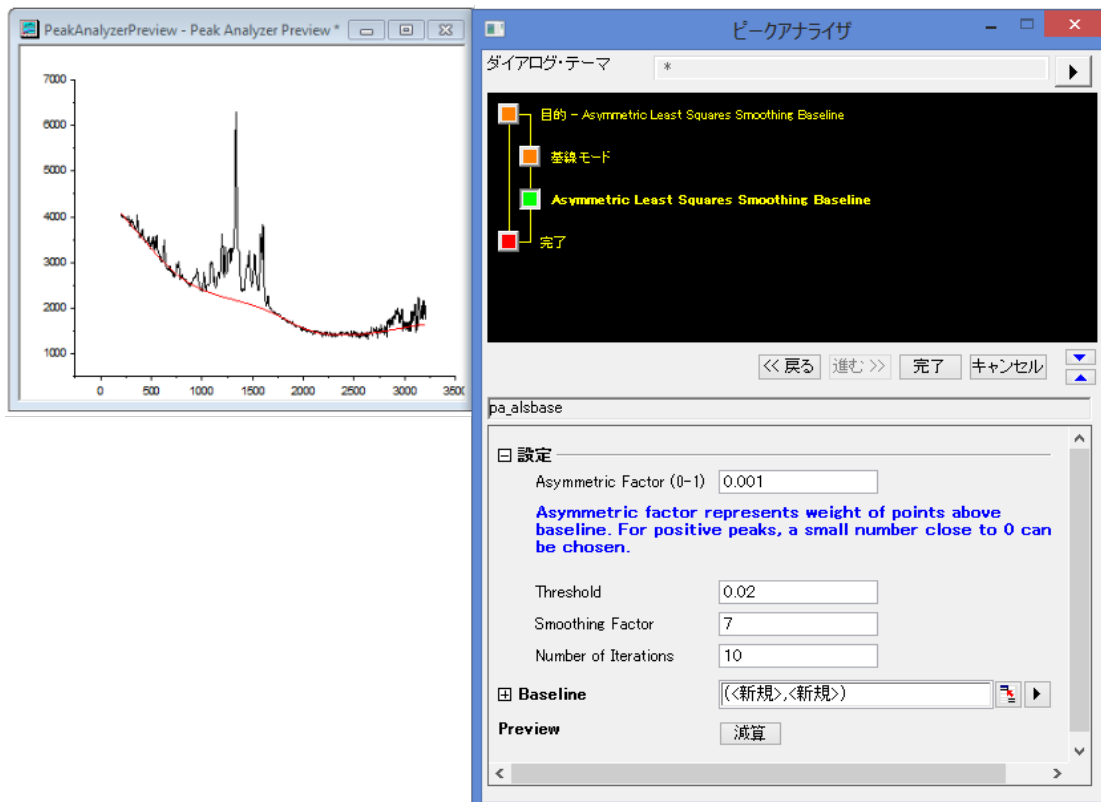 PeakAnalyzerPreview - Peak Analyzer Preview *
7000
6000
5000
4000
3000
2000
1000
0
500
1000
1500
2000
2500
3000
3500
ピークアナライザ
ダイアログ・テーマ
*
目的 - Asymmetric Least Squares Smoothing Baseline
基線モード
Asymmetric Least Squares Smoothing Baseline
完了
<< 戻る 進む >> 完了 キャンセル
pa_alsbase
設定
Asymmetric Factor (0-1) 0.001
Asymmetric factor represents weight of points above
baseline. For positive peaks, a small number close to 0 can
be chosen.
Threshold 0.02
Smoothing Factor 7
Number of Iterations 10
Baseline (<新規>,<新規>)
Preview 減算